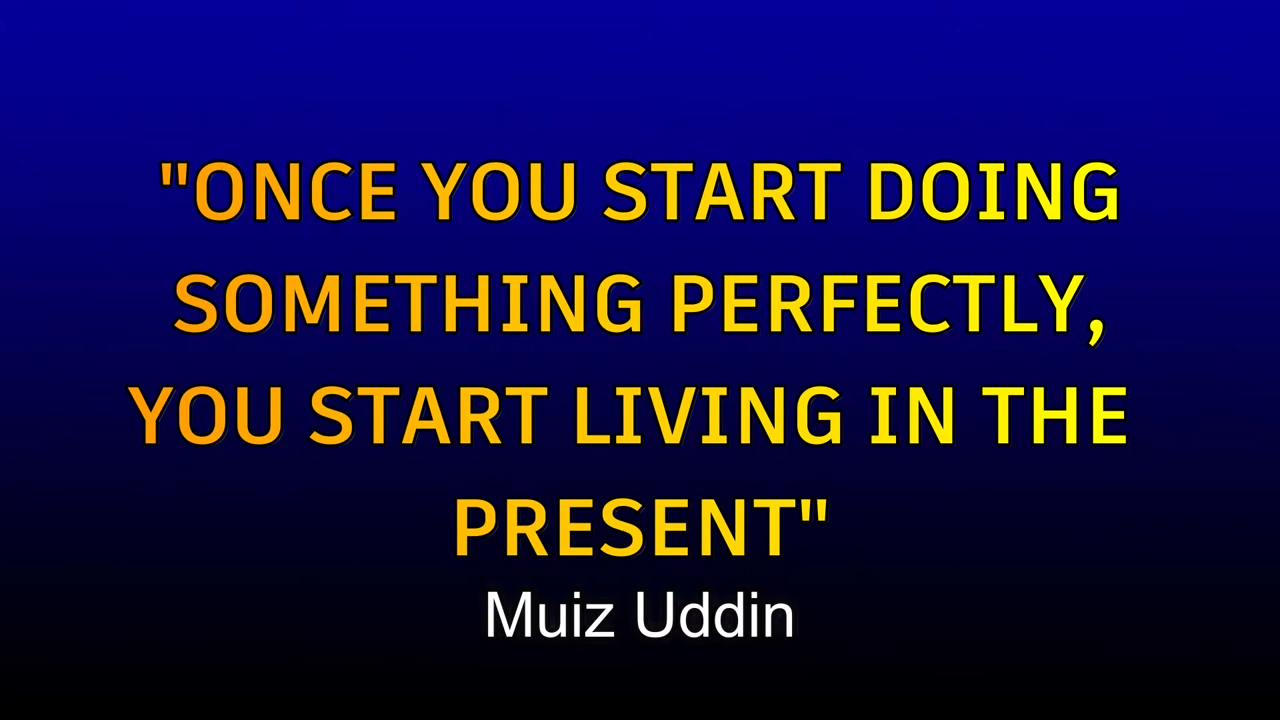 "ONCE YOU START DOING
SOMETHING PERFECTLY,
YOU START LIVING IN THE
PRESENT"
Muiz Uddin